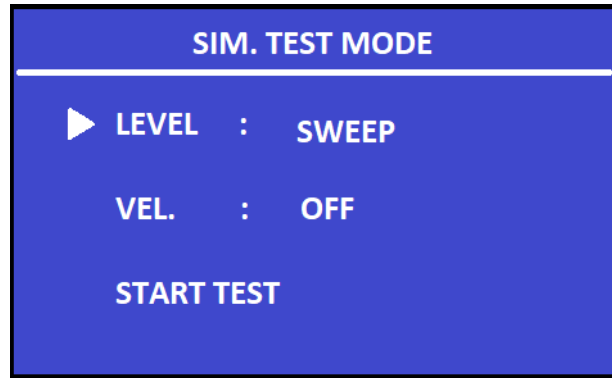 SIM. TEST MODE
LEVEL : SWEEP
VEL. : OFF
START TEST